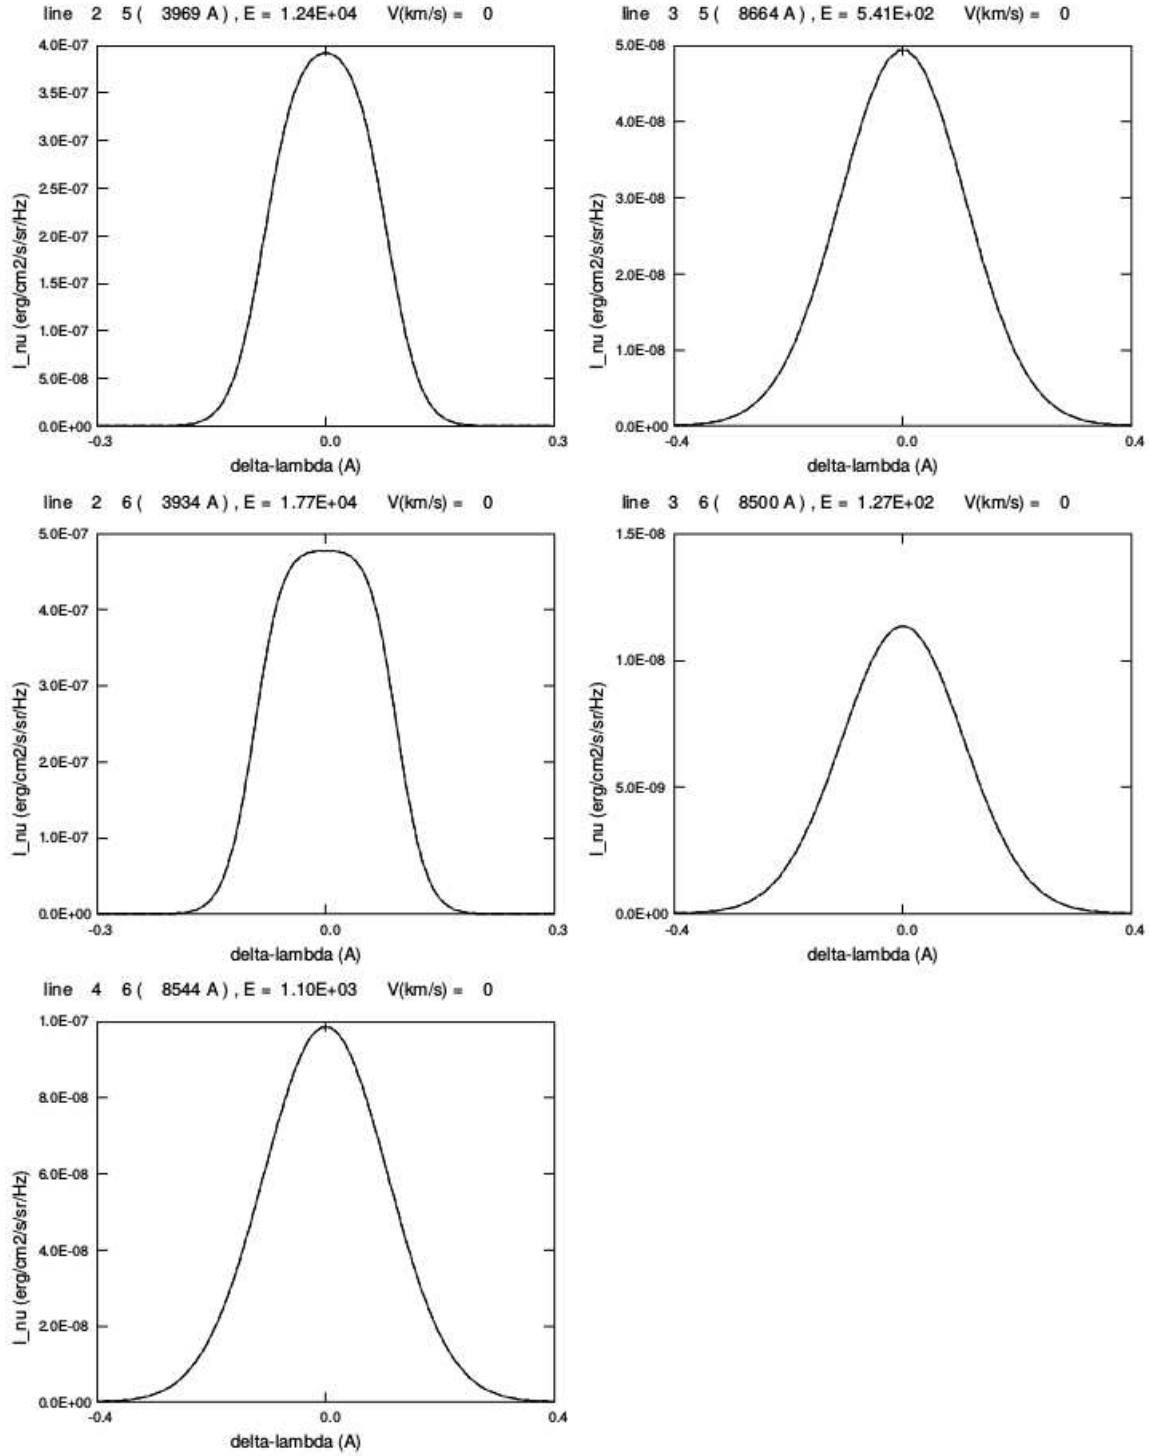 line 2 5 ( 3969 A ) , E = 1.24E+04 V(km/s) = 0
4.0E-07
3.5E-07
3.0E-07
2.5E-07
2.0E-07
1.5E-07
1.0E-07
5.0E-08
0.0E+00
I_nu (erg/cm2/s/sr/Hz)
-0.3 0.0 0.3
delta-lambda (A)
line 3 5 ( 8664 A ) , E = 5.41E+02 V(km/s) = 0
5.0E-08
4.0E-08
3.0E-08
2.0E-08
1.0E-08
0.0E+00
I_nu (erg/cm2/s/sr/Hz)
-0.4 0.0 0.4
delta-lambda (A)
line 2 6 ( 3934 A ) , E = 1.77E+04 V(km/s) = 0
5.0E-07
4.0E-07
3.0E-07
2.0E-07
1.0E-07
0.0E+00
I_nu (erg/cm2/s/sr/Hz)
-0.3 0.0 0.3
delta-lambda (A)
line 3 6 ( 8500 A ) , E = 1.27E+02 V(km/s) = 0
1.5E-08
1.0E-08
5.0E-09
0.0E+00
I_nu (erg/cm2/s/sr/Hz)
-0.4 0.0 0.4
delta-lambda (A)
line 4 6 ( 8544 A ) , E = 1.10E+03 V(km/s) = 0
1.0E-07
8.0E-08
6.0E-08
4.0E-08
2.0E-08
0.0E+00
I_nu (erg/cm2/s/sr/Hz)
-0.4 0.0 0.4
delta-lambda (A)